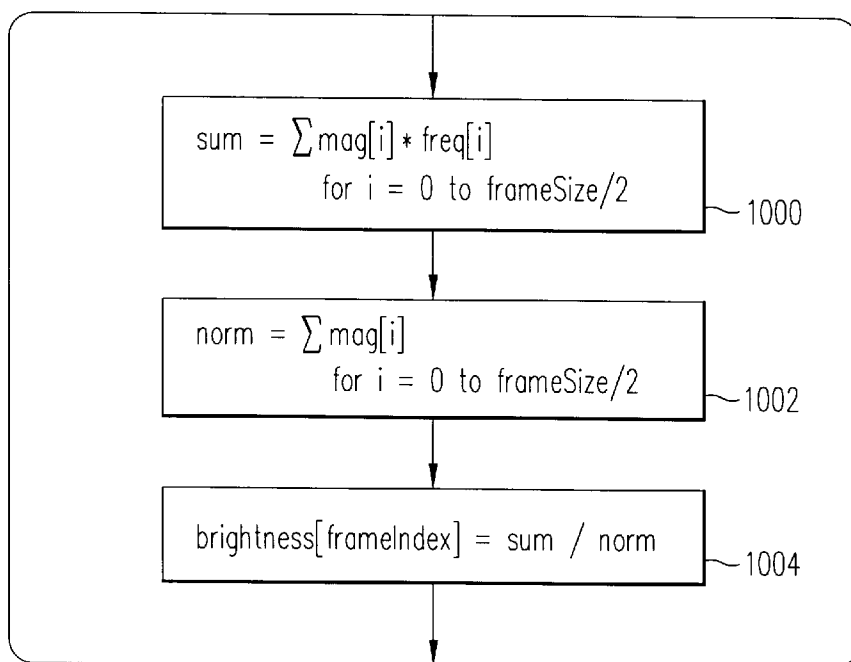 sum = ∑ mag[i] * freq[i]
for i = 0 to frameSize/2
1000
norm = ∑ mag[i]
for i = 0 to frameSize/2
1002
brightness[frameIndex] = sum / norm
1004